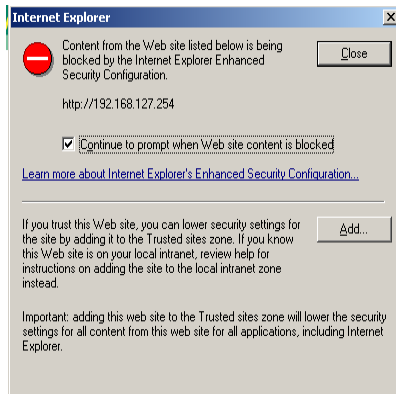 Internet Explorer
Content from the Web site listed below is being
blocked by the Internet Explorer Enhanced
Security Configuration.
Close
http://192.168.127.254
Continue to prompt when Web site content is blocked
Learn more about Internet Explorer's Enhanced Security Configuration...
If you trust this Web site, you can lower security settings for
the site by adding it to the Trusted sites zone. If you know
this Web site is on your local intranet, review help for
instructions on adding the site to the local intranet zone
instead.
Add...
Important: adding this web site to the Trusted sites zone will lower the security
settings for all content from this web site for all applications, including Internet
Explorer.